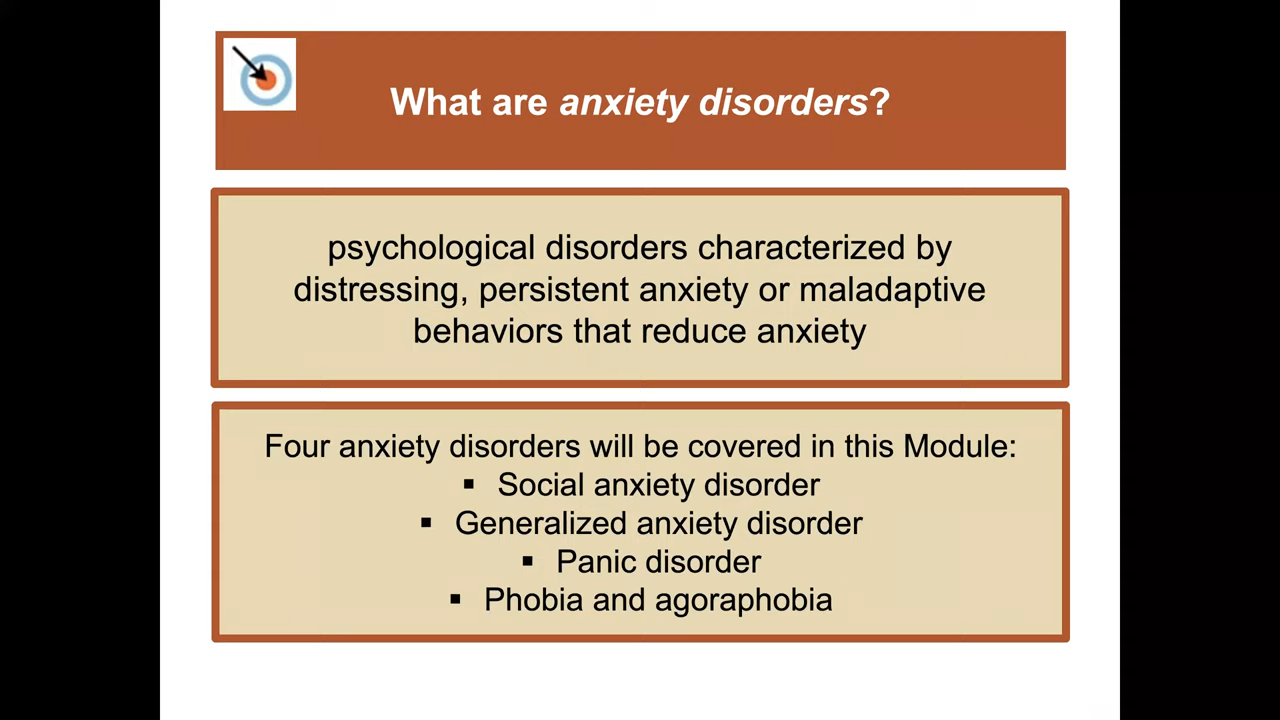 What are anxiety disorders?
psychological disorders characterized by
distressing, persistent anxiety or maladaptive
behaviors that reduce anxiety
Four anxiety disorders will be covered in this Module:
▪ Social anxiety disorder
▪ Generalized anxiety disorder
▪ Panic disorder
▪ Phobia and agoraphobia